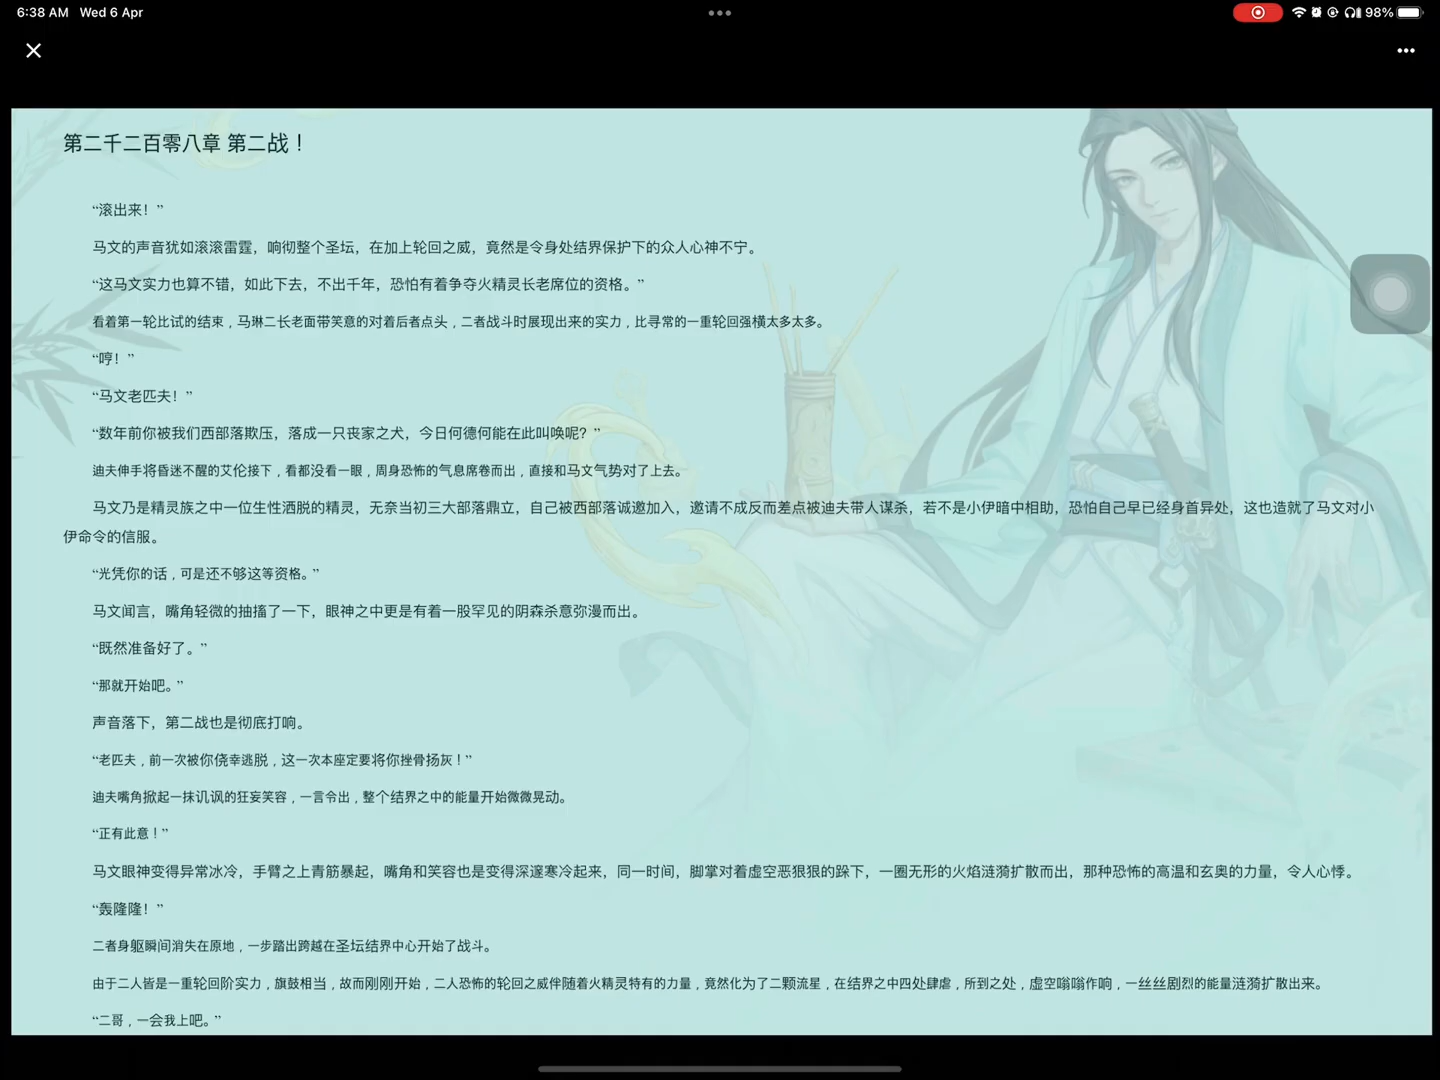 6:38 AM Wed 6 Apr
98%
第二千二百零八章 第二战！
“滚出来！”
马文的声音犹如滚滚雷霆，响彻整个圣坛，在加上轮回之威，竟然是令身处结界保护下的众人心神不宁。
“这马文实力也算不错，如此下去，不出千年，恐怕有着争夺火精灵长老席位的资格。”
看着第一轮比试的结束，马琳二长老面带笑意的对着后者点头，二者战斗时展现出来的实力，比寻常的一重轮回强横太多太多。
“哼！”
“马文老匹夫！”
“数年前你被我们西部落欺压，落成一只丧家之犬，今日何德何能在此叫唤呢？”
迪夫伸手将昏迷不醒的艾伦接下，看都没看一眼，周身恐怖的气息席卷而出，直接和马文气势对了上去。
马文乃是精灵族之中一位生性洒脱的精灵，无奈当初三大部落鼎立，自己被西部落诚邀加入，邀请不成反而差点被迪夫带人谋杀，若不是小伊暗中相助，恐怕自己早已经身首异处，这也造就了马文对小
伊命令的信服。
“光凭你的话，可是还不够这等资格。”
马文闻言，嘴角轻微的抽搐了一下，眼神之中更是有着一股罕见的阴森杀意弥漫而出。
“既然准备好了。”
“那就开始吧。”
声音落下，第二战也是彻底打响。
“老匹夫，前一次被你侥幸逃脱，这一次本座定要将你挫骨扬灰！”
迪夫嘴角掀起一抹讥讽的狂妄笑容，一言令出，整个结界之中的能量开始微微晃动。
“正有此意！”
马文眼神变得异常冰冷，手臂之上青筋暴起，嘴角和笑容也是变得深邃寒冷起来，同一时间，脚掌对着虚空恶狠狠的跺下，一圈无形的火焰涟漪扩散而出，那种恐怖的高温和玄奥的力量，令人心悸。
“轰隆隆！”
二者身躯瞬间消失在原地，一步踏出跨越在圣坛结界中心开始了战斗。
由于二人皆是一重轮回阶实力，旗鼓相当，故而刚刚开始，二人恐怖的轮回之威伴随着火精灵特有的力量，竟然化为了二颗流星，在结界之中四处肆虐，所到之处，虚空嗡嗡作响，一丝丝剧烈的能量涟漪扩散出来。
“二哥，一会我上吧。”